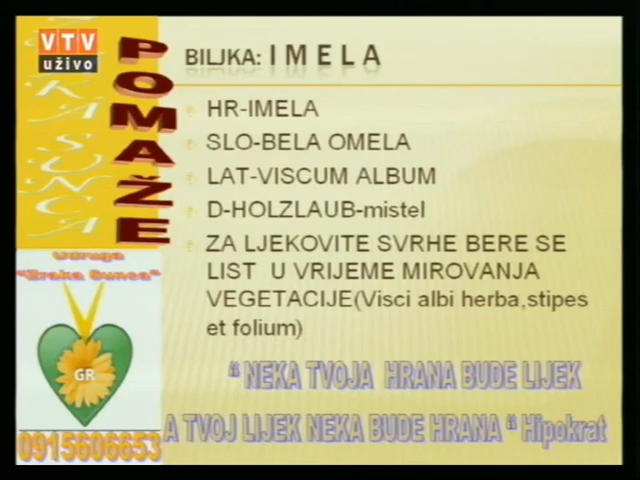 VTV
uživo
POMAŽE
BILJKA: IMELA
HR-IMELA
SLO-BELA OMELA
LAT-VISCUM ALBUM
D-HOLZLAUB-mistel
ZA LJEKOVITE SVRHE BERE SE
LIST U VRIJEME MIROVANJA
VEGETACIJE(Visci albi herba,stipes
et folium)
Udruga
"Zraka Sunca"
GR
0915606653
" NEKA TVOJA HRANA BUDE LIJEK
A TVOJ LIJEK NEKA BUDE HRANA " Hipokrat